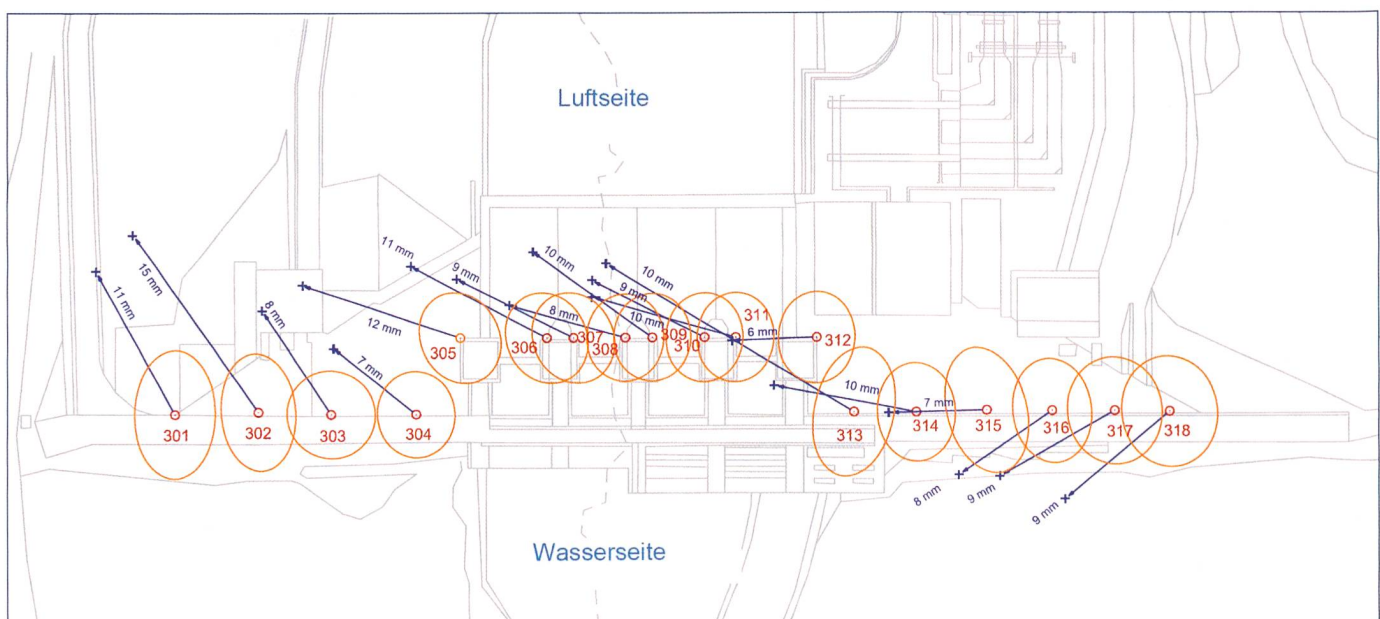 Luftseite
15 mm
11 mm
8 mm
7 mm
12 mm
11 mm
9 mm
10 mm
8 mm
10 mm
10 mm
9 mm
6 mm
10 mm
7 mm
305
306
307
308
309
310
311
312
301
302
303
304
313
314
315
316
317
318
8 mm
9 mm
9 mm
Wasserseite